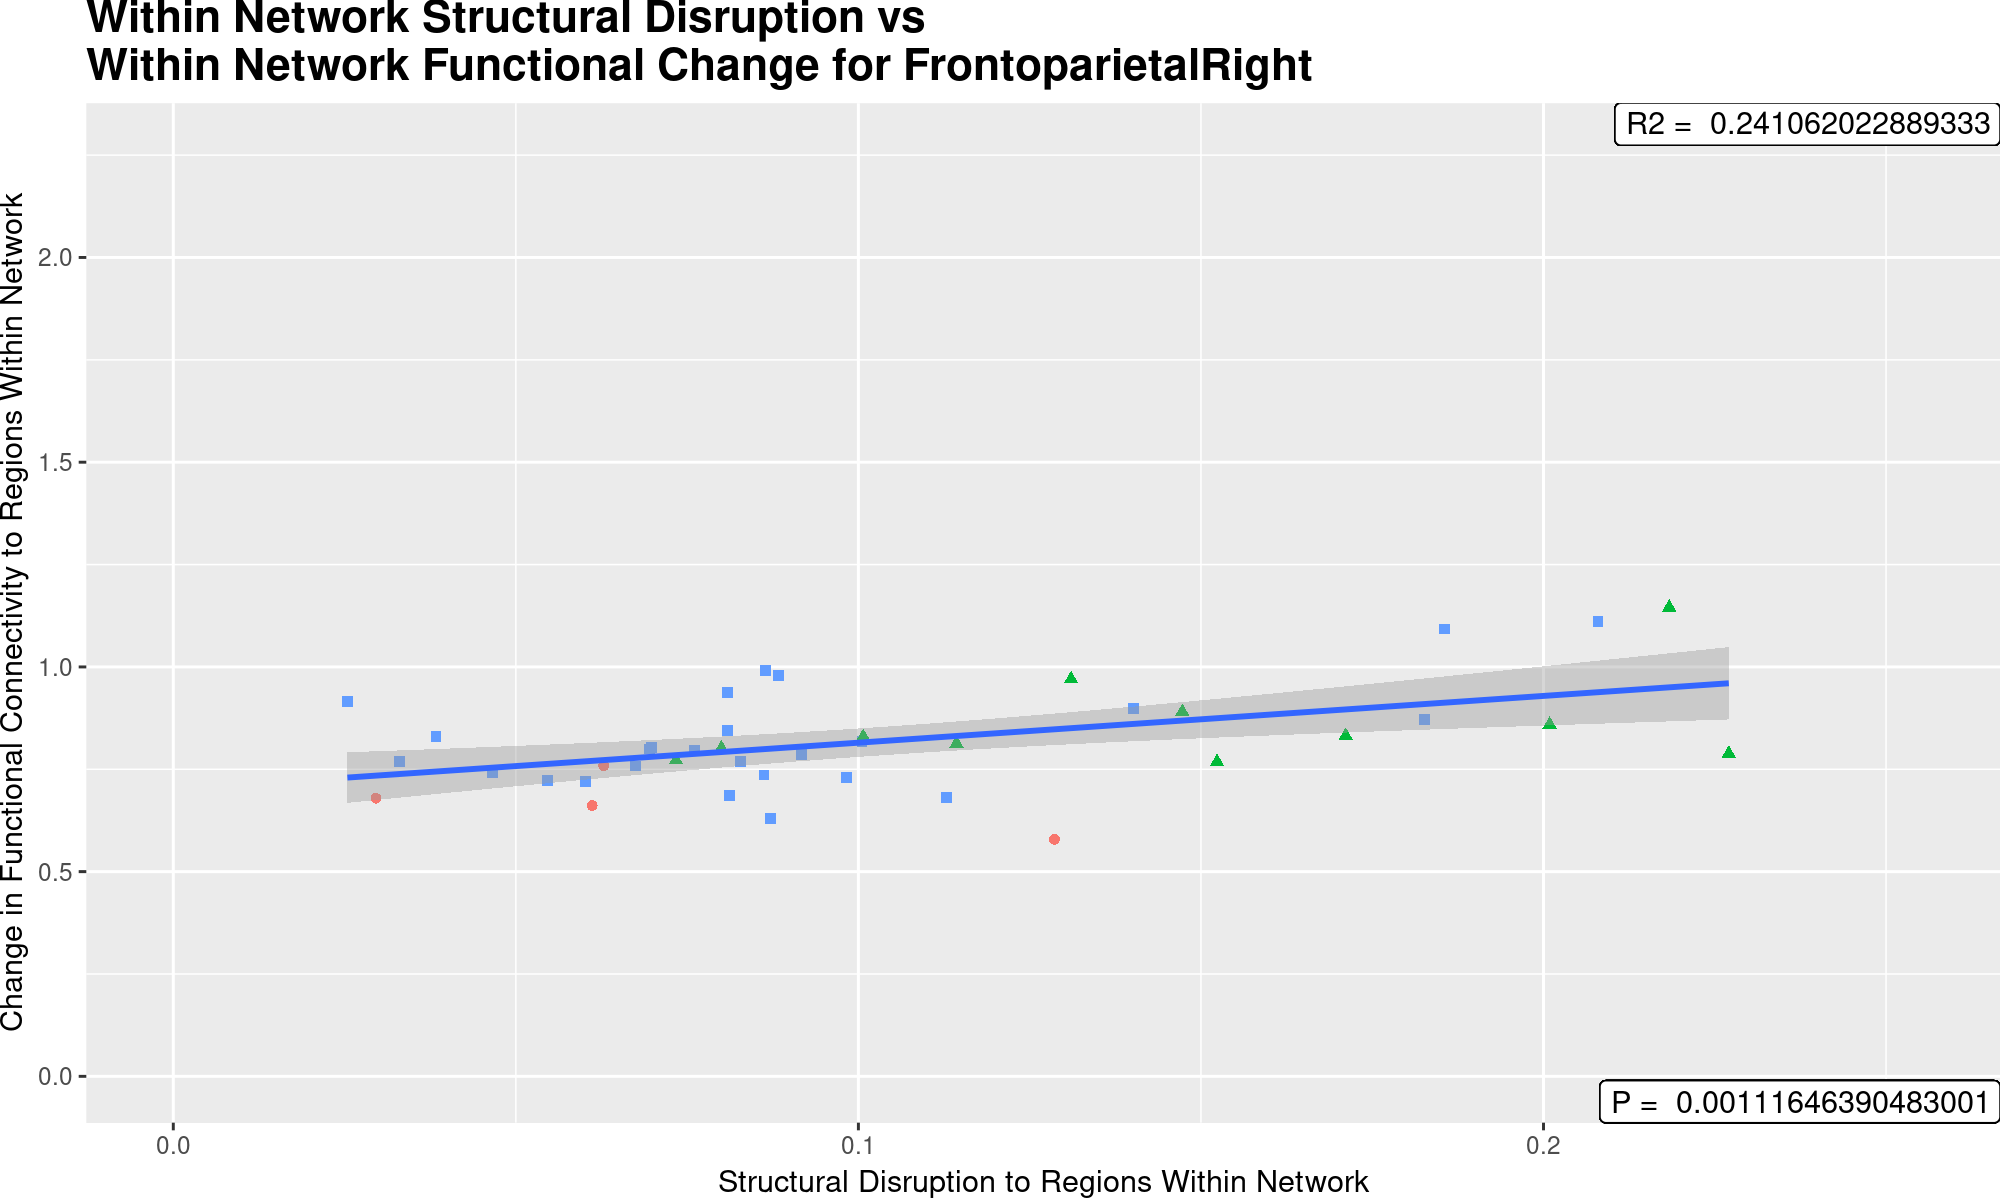 Within Network Structural Disruption vs
Within Network Functional Change for FrontoparietalRight
R2 =  0.241062022889333
Change in Functional Connectivity to Regions Within Network
2.0
1.5
1.0
0.5
0.0
P =  0.00111646390483001
0.0
0.1
0.2
Structural Disruption to Regions Within Network